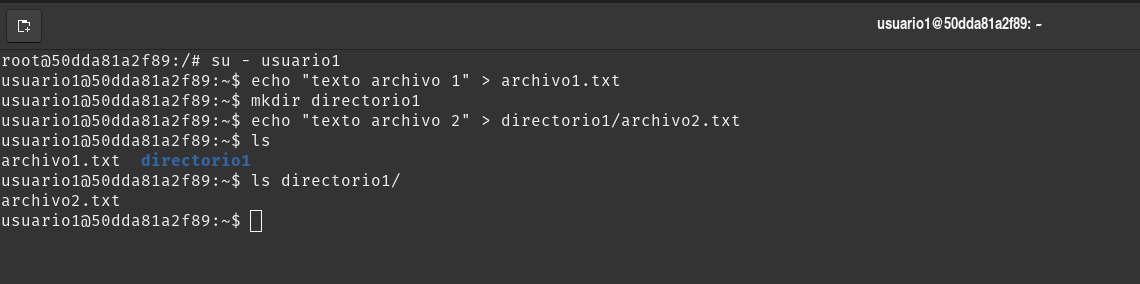 usuario1@50dda81a2f89: ~
root@50dda81a2f89:/# su - usuario1
usuario1@50dda81a2f89:~$ echo "texto archivo 1" > archivo1.txt
usuario1@50dda81a2f89:~$ mkdir directorio1
usuario1@50dda81a2f89:~$ echo "texto archivo 2" > directorio1/archivo2.txt
usuario1@50dda81a2f89:~$ ls
archivo1.txt  directorio1
usuario1@50dda81a2f89:~$ ls directorio1/
archivo2.txt
usuario1@50dda81a2f89:~$